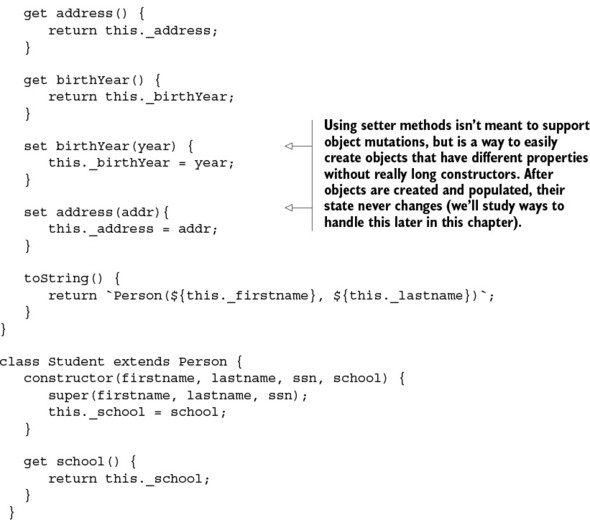 get address() {
return this._address;
}
get birthYear() {
return this._birthYear;
}
set birthYear(year) {
this._birthYear = year;
}
set address(addr){
this._address = addr;
}
toString() {
return `Person(${this._firstname}, ${this._lastname})`;
}
}
Using setter methods isn’t meant to support
object mutations, but is a way to easily
create objects that have different properties
without really long constructors. After
objects are created and populated, their
state never changes (we’ll study ways to
handle this later in this chapter).
class Student extends Person {
constructor(firstname, lastname, ssn, school) {
super(firstname, lastname, ssn);
this._school = school;
}
get school() {
return this._school;
}
}